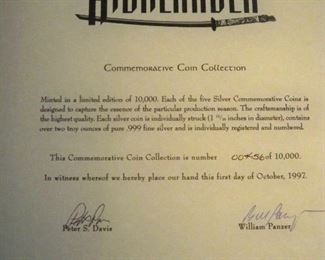 HIGHLANDER
Commemorative Coin Collection
Minted in a limited edition of 10,000. Each of the five Silver Commemorative Coins is
designed to capture the essence of the particular production season. The craftsmanship is
of the highest quality. Each silver coin is individually struck (1 in inches in diameter), contains
over two troy ounces of pure .999 fine silver and is individually registered and numbered.
This Commemorative Coin Collection is number 00456 of 10,000.
In witness whereof we hereby place our hand this first day of October, 1997.
Peter S. Davis William Panzer